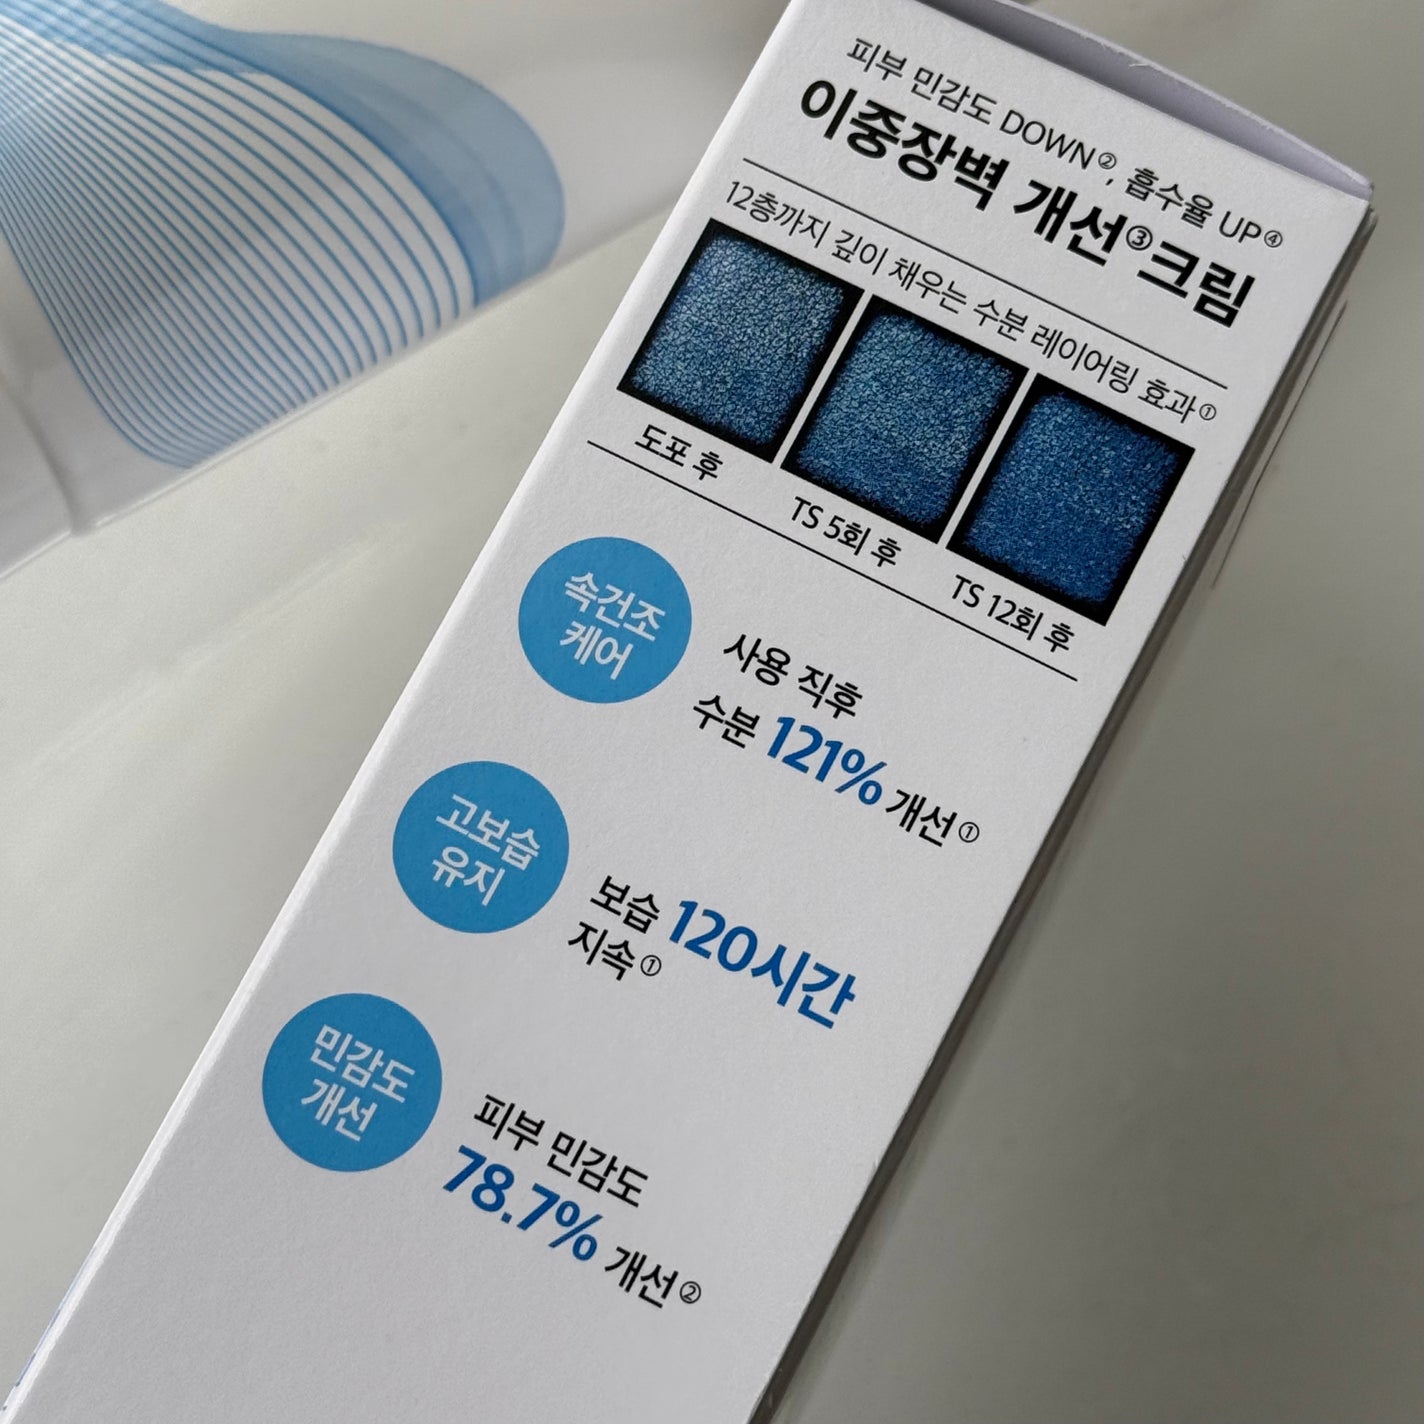 피부 민감도 DOWN②, 흡수율 UP④
이중장벽 개선③크림
12층까지 깊이 채우는 수분 레이어링 효과①
도포 후
TS 5회 후
TS 12회 후
속건조
케어
사용 직후
수분 121% 개선①
고보습
유지
보습 120시간
지속①
민감도
개선
피부 민감도
78.7% 개선②